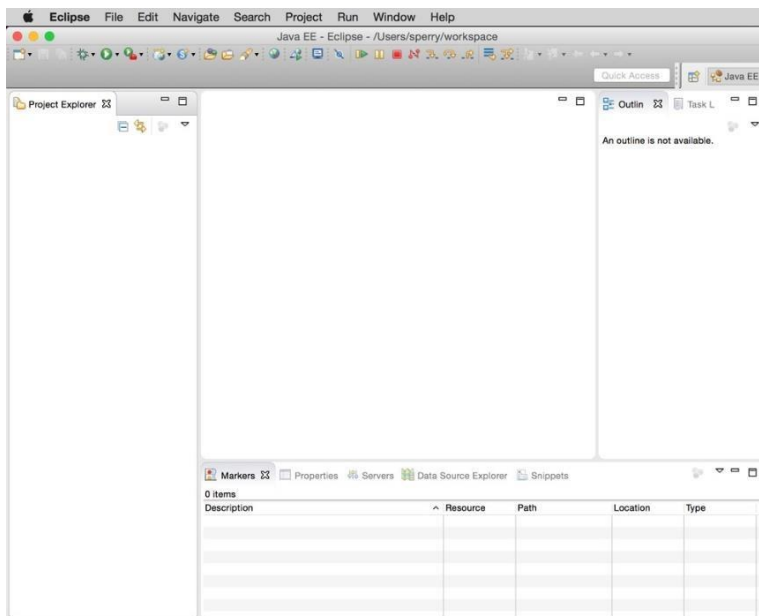 Eclipse File Edit Navigate Search Project Run Window Help
Java EE - Eclipse - /Users/sperry/workspace
Quick Access
Java EE
Project Explorer
Outlin Task L
An outline is not available.
Markers Properties Servers Data Source Explorer Snippets
0 items
Description Resource Path Location Type